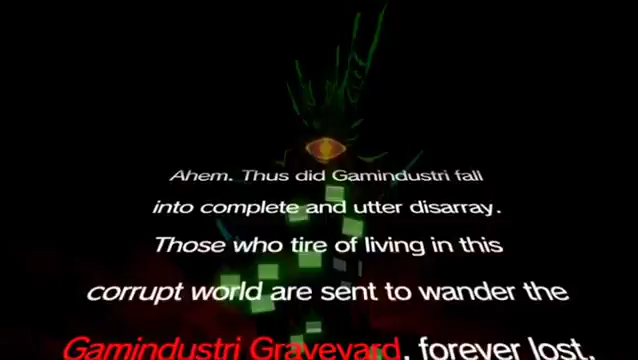 Ahem. Thus did Gamindustri fall
into complete and utter disarray.
Those who tire of living in this
corrupt world are sent to wander the
Gamindustri Graveyard, forever lost.